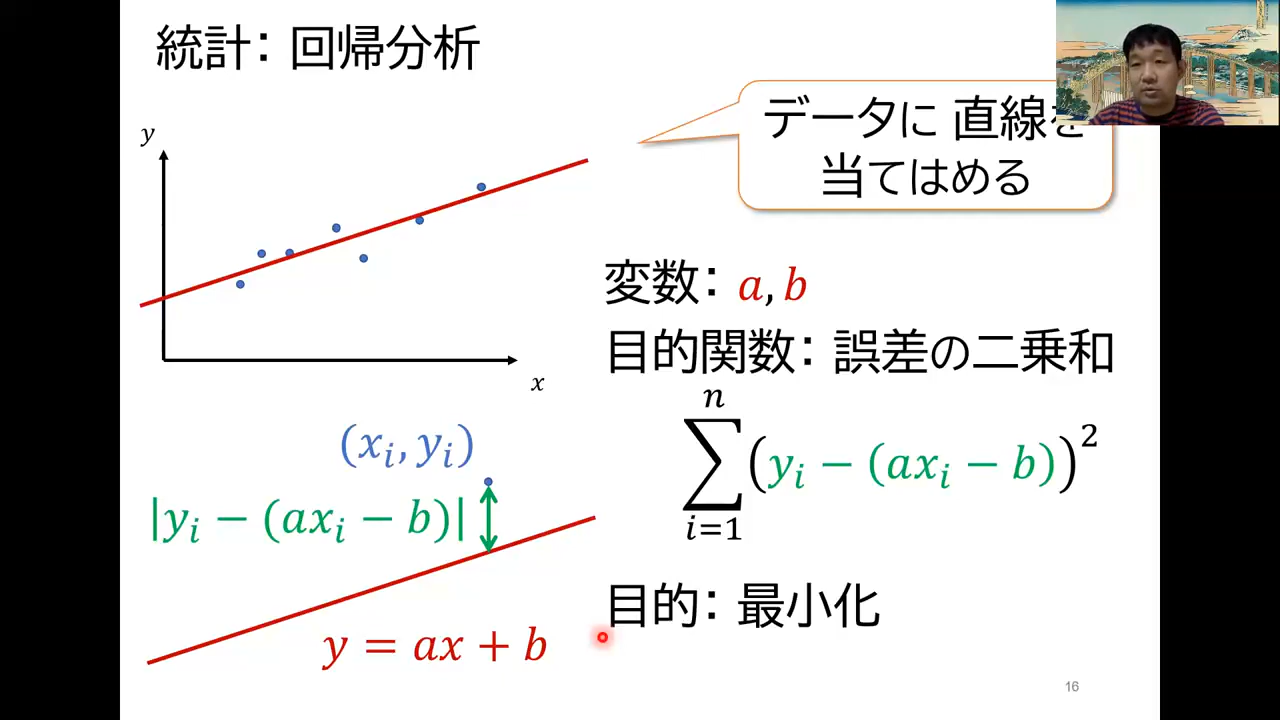 統計: 回帰分析
データに 直線を
当てはめる
y
x
変数: a, b
目的関数: 誤差の二乗和
n
∑(yᵢ − (axᵢ − b))²
i=1
(xᵢ, yᵢ)
|yᵢ − (axᵢ − b)|
y = ax + b
目的: 最小化
16